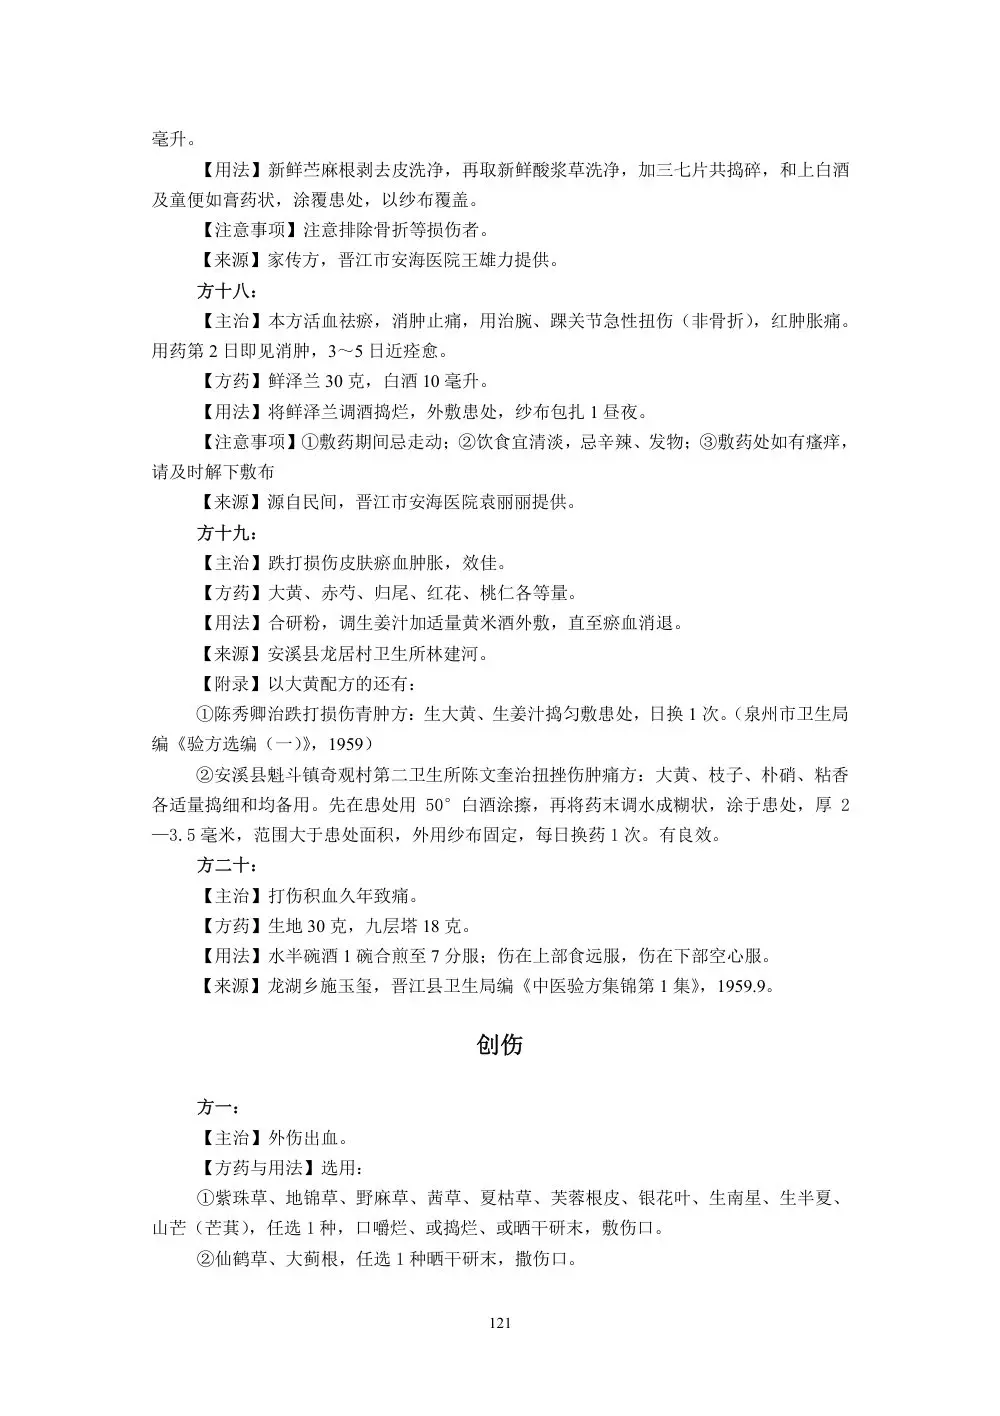 毫升。
【用法】新鲜苎麻根剥去皮洗净，再取新鲜酸浆草洗净，加三七片共捣碎，和上白酒
及童便如膏药状，涂覆患处，以纱布覆盖。
【注意事项】注意排除骨折等损伤者。
【来源】家传方，晋江市安海医院王雄力提供。
方十八：
【主治】本方活血祛瘀，消肿止痛，用治腕、踝关节急性扭伤（非骨折），红肿胀痛。
用药第 2 日即见消肿，3～5 日近痊愈。
【方药】鲜泽兰 30 克，白酒 10 毫升。
【用法】将鲜泽兰调酒捣烂，外敷患处，纱布包扎 1 昼夜。
【注意事项】①敷药期间忌走动；②饮食宜清淡，忌辛辣、发物；③敷药处如有瘙痒，
请及时解下敷布
【来源】源自民间，晋江市安海医院袁丽丽提供。
方十九：
【主治】跌打损伤皮肤瘀血肿胀，效佳。
【方药】大黄、赤芍、归尾、红花、桃仁各等量。
【用法】合研粉，调生姜汁加适量黄米酒外敷，直至瘀血消退。
【来源】安溪县龙居村卫生所林建河。
【附录】以大黄配方的还有：
①陈秀卿治跌打损伤青肿方：生大黄、生姜汁捣匀敷患处，日换 1 次。（泉州市卫生局
编《验方选编（一）》，1959）
②安溪县魁斗镇奇观村第二卫生所陈文奎治扭挫伤肿痛方：大黄、枝子、朴硝、粘香
各适量捣细和均备用。先在患处用 50°白酒涂擦，再将药末调水成糊状，涂于患处，厚 2
—3.5 毫米，范围大于患处面积，外用纱布固定，每日换药 1 次。有良效。
方二十：
【主治】打伤积血久年致痛。
【方药】生地 30 克，九层塔 18 克。
【用法】水半碗酒 1 碗合煎至 7 分服；伤在上部食远服，伤在下部空心服。
【来源】龙湖乡施玉玺，晋江县卫生局编《中医验方集锦第 1 集》，1959.9。
创伤
方一：
【主治】外伤出血。
【方药与用法】选用：
①紫珠草、地锦草、野麻草、茜草、夏枯草、芙蓉根皮、银花叶、生南星、生半夏、
山芒（芒萁），任选 1 种，口嚼烂、或捣烂、或晒干研末，敷伤口。
②仙鹤草、大蓟根，任选 1 种晒干研末，撒伤口。
121